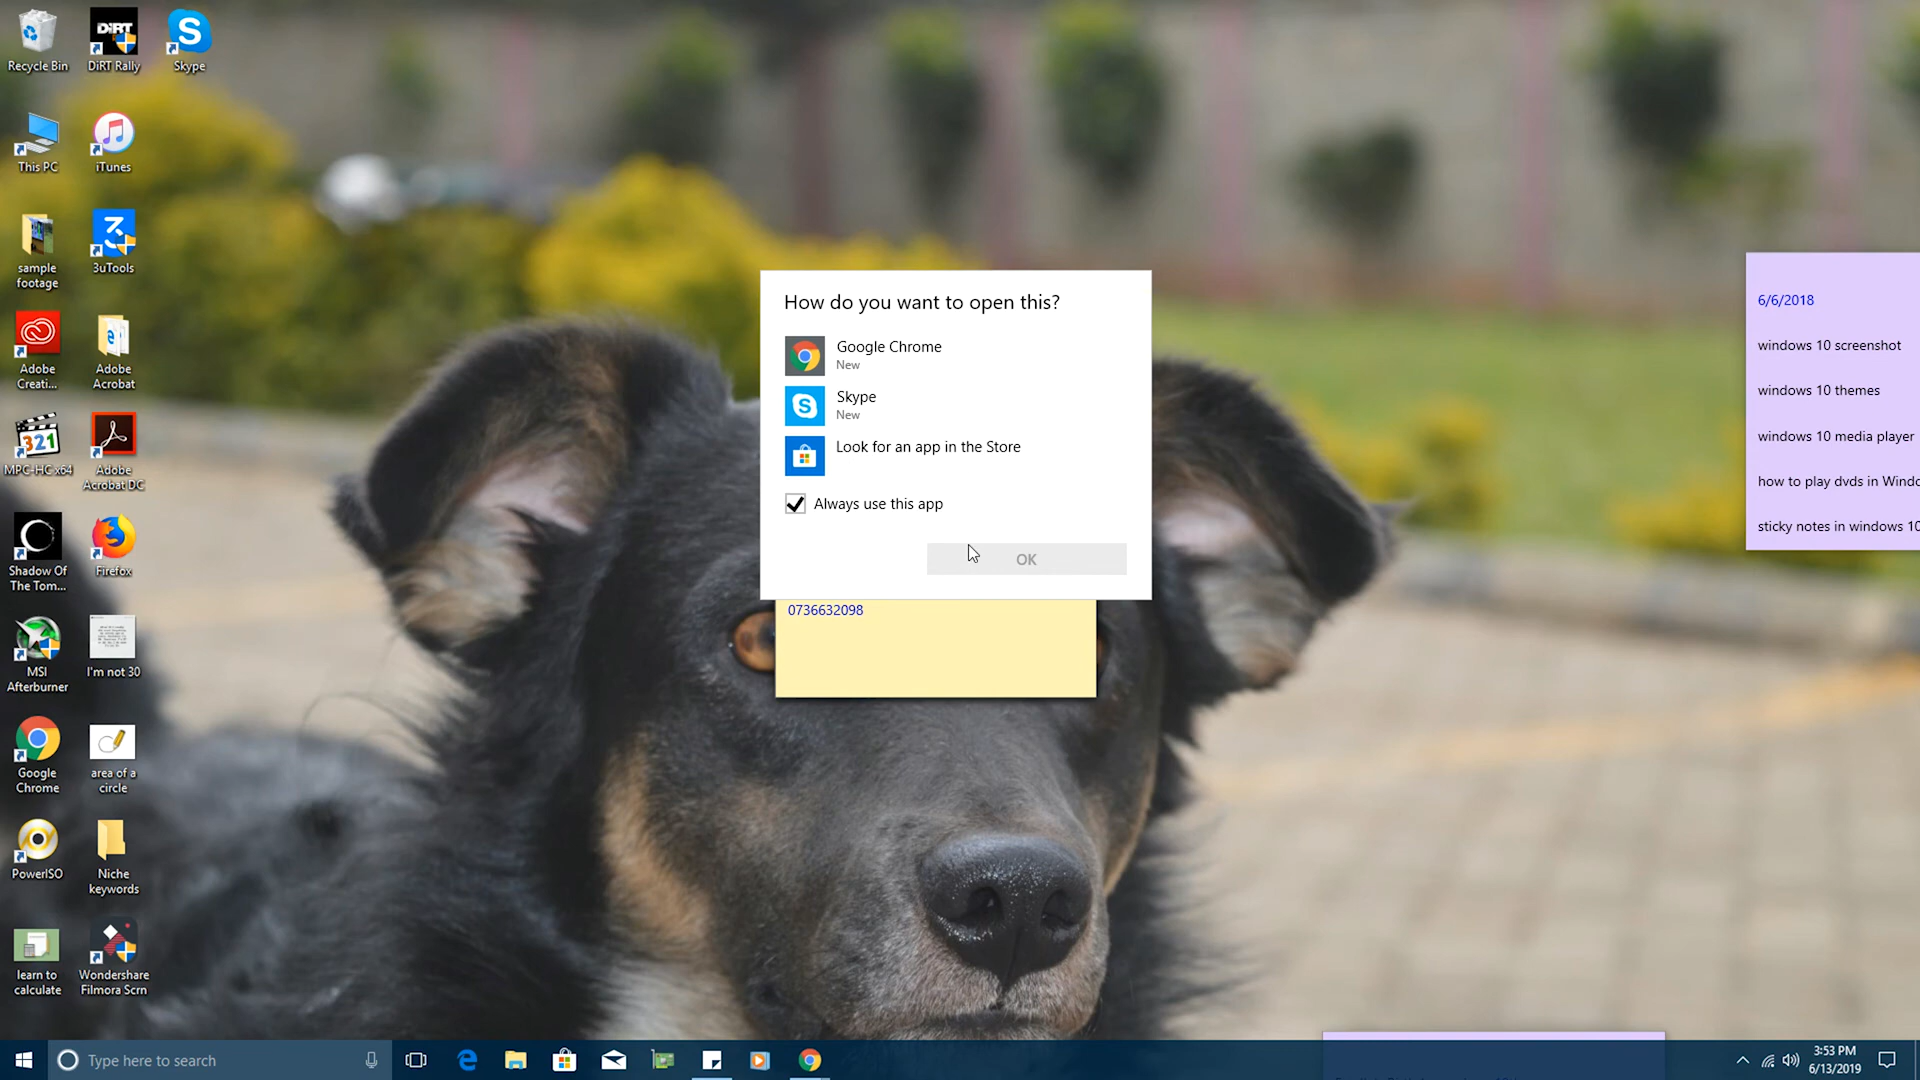 Recycle Bin
DiRT Rally
Skype
This PC
iTunes
sample
footage
3uTools
Adobe
Creati...
Adobe
Acrobat
MPC-HC x64
Adobe
Acrobat DC
Shadow Of
The Tom...
Firefox
MSI
Afterburner
I'm not 30
Google
Chrome
area of a
circle
PowerISO
Niche
keywords
learn to
calculate
Wondershare
Filmora Scrn
How do you want to open this?
Google Chrome
New
Skype
New
Look for an app in the Store
Always use this app
OK
0736632098
6/6/2018
windows 10 screenshot
windows 10 themes
windows 10 media player
how to play dvds in Windo
sticky notes in windows 10
Type here to search
3:53 PM
6/13/2019